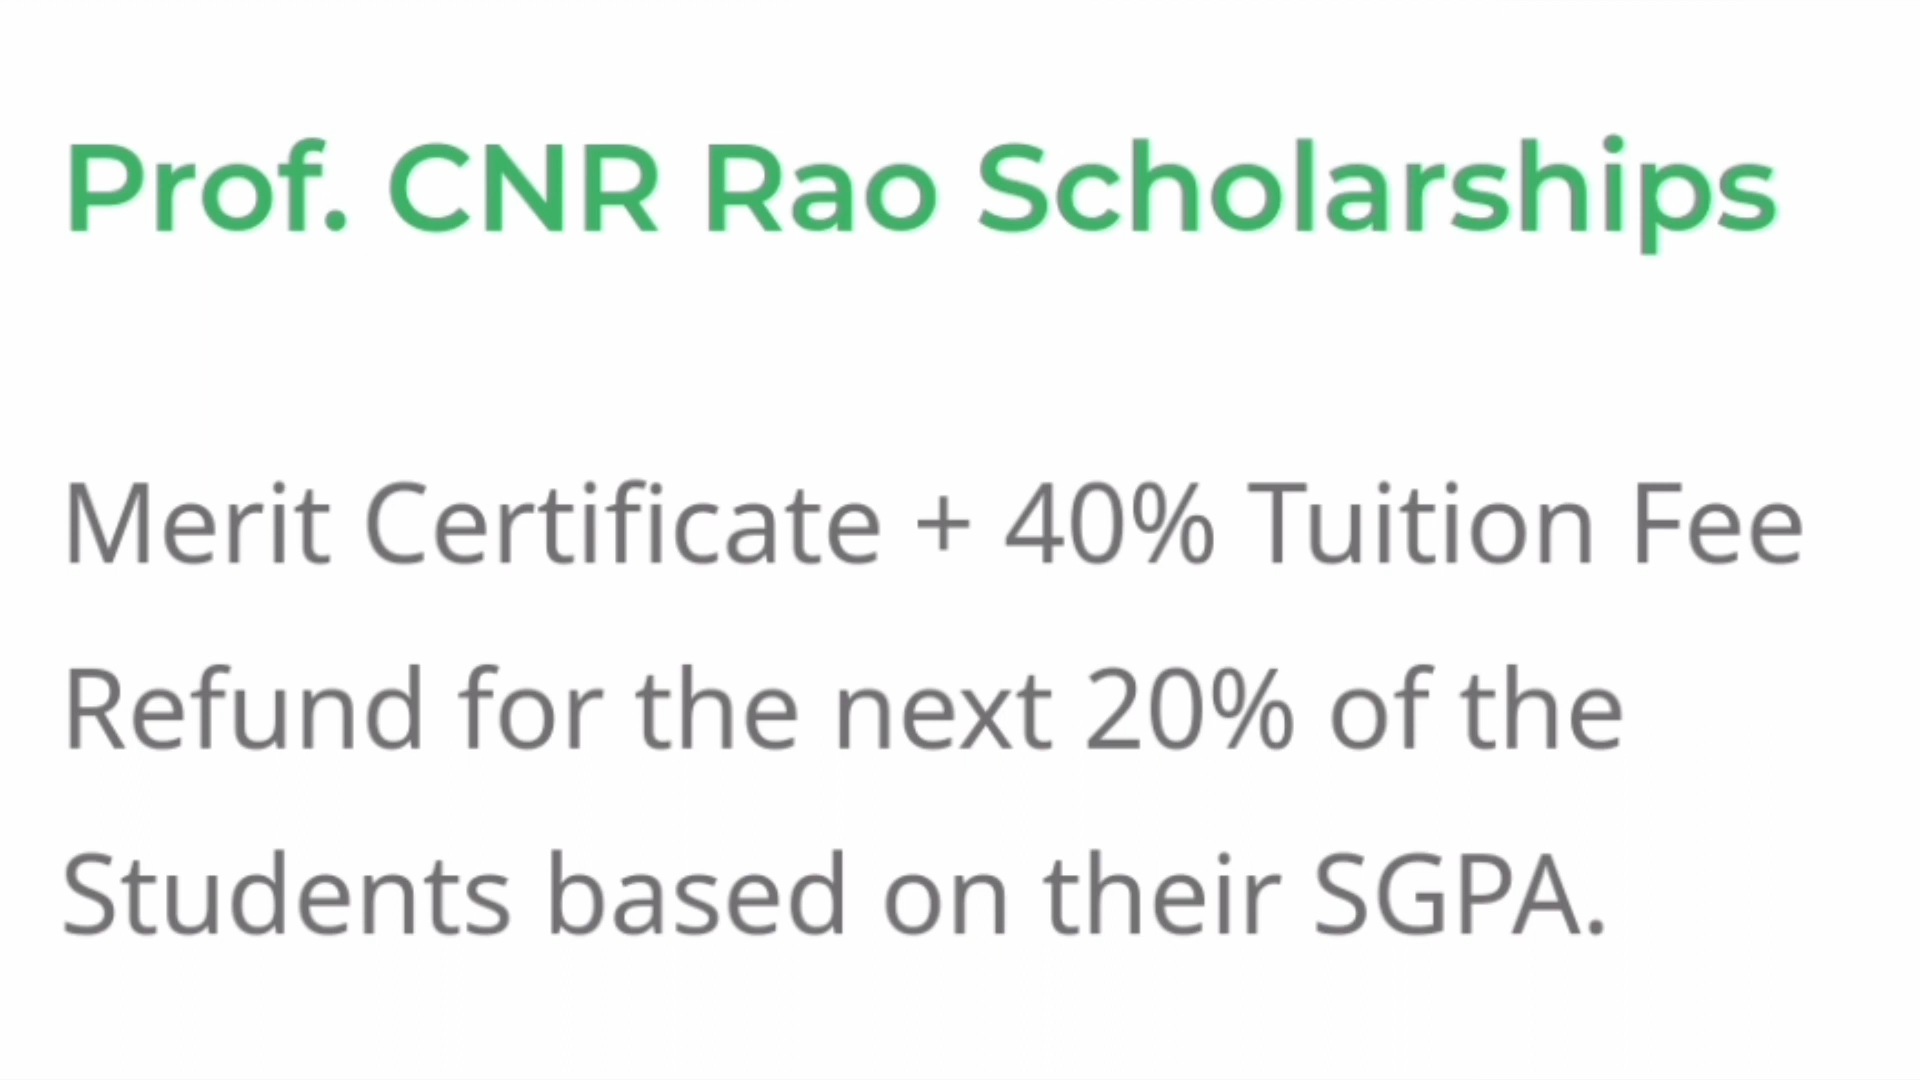 Prof. CNR Rao Scholarships
Merit Certificate + 40% Tuition Fee
Refund for the next 20% of the
Students based on their SGPA.